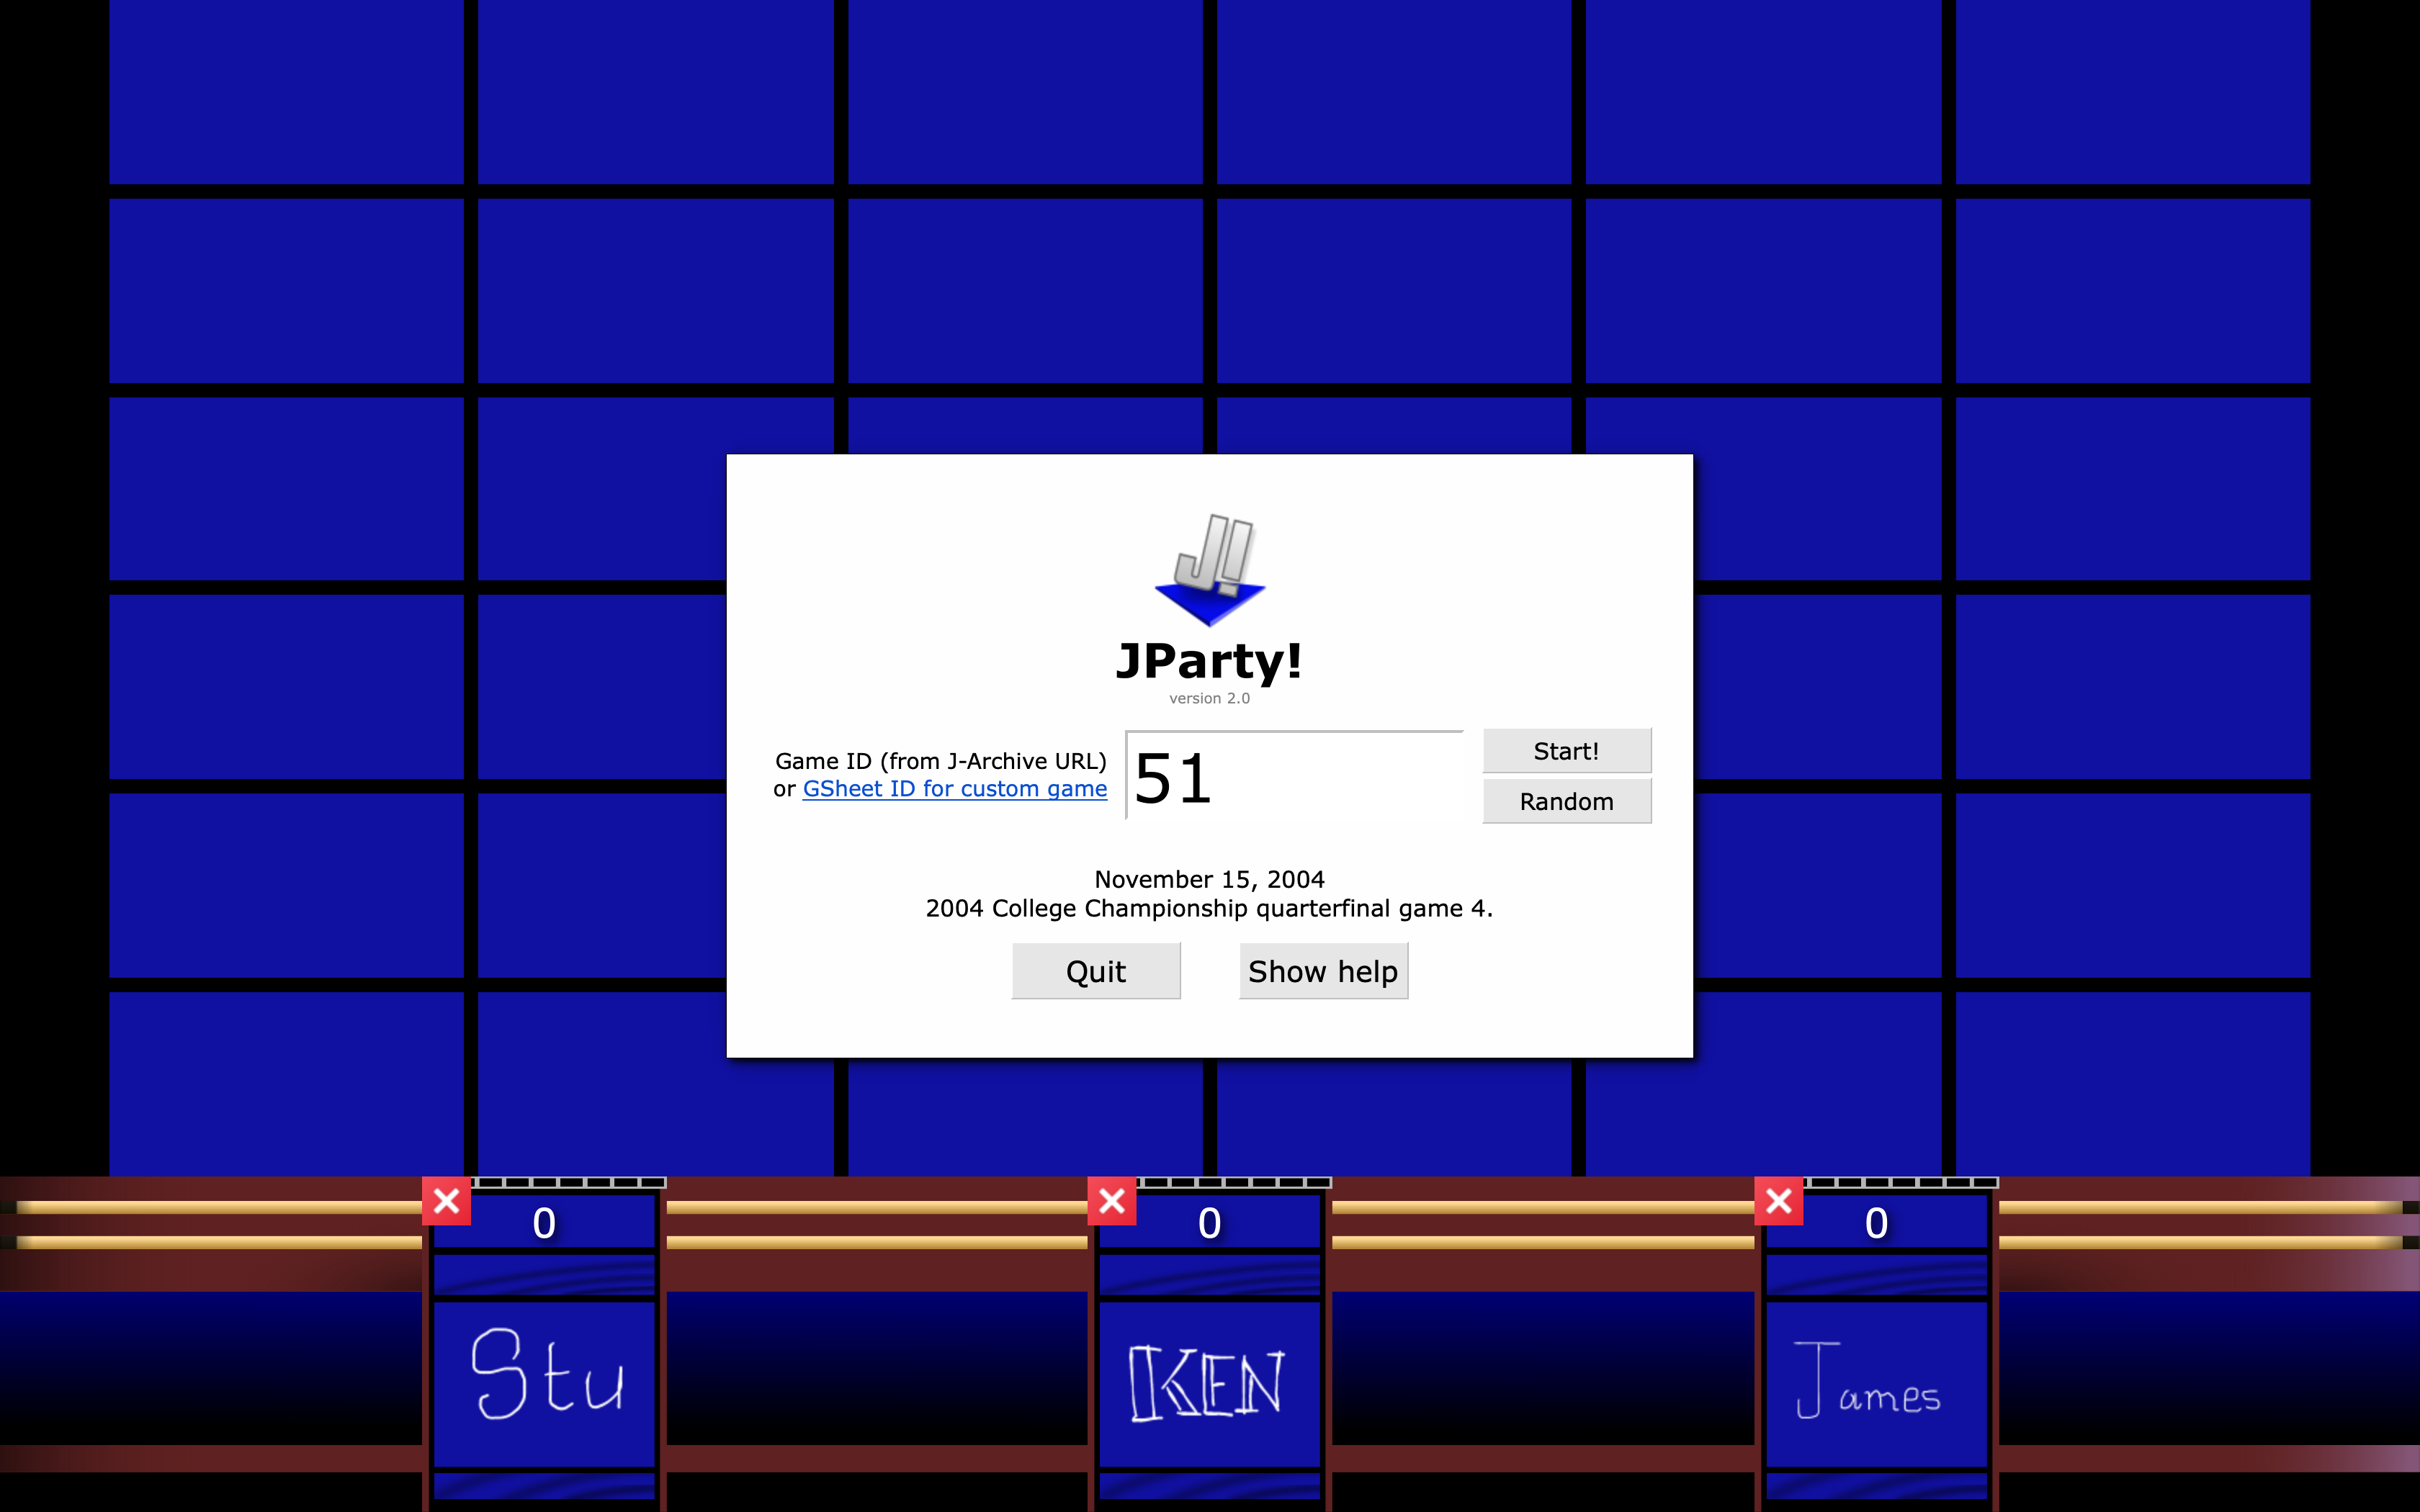 J!
JParty!
version 2.0
Game ID (from J-Archive URL)
or GSheet ID for custom game
51
Start!
Random
November 15, 2004
2004 College Championship quarterfinal game 4.
Quit
Show help
0
0
0
Stu
KEN
James